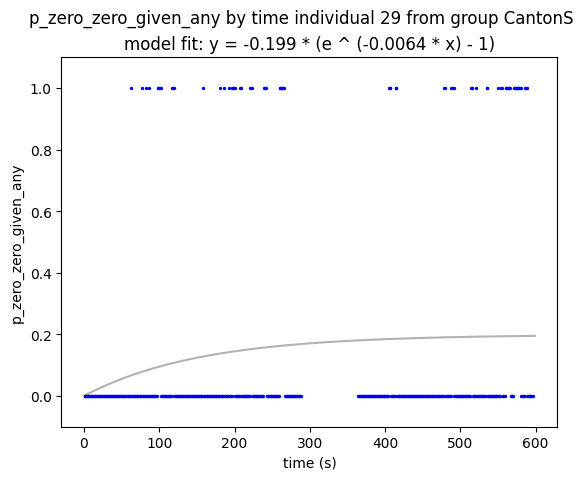 p_zero_zero_given_any by time individual 29 from group CantonS
model fit: y = -0.199 * (e ^ (-0.0064 * x) - 1)
1.0
0.8
0.6
0.4
0.2
0.0
p_zero_zero_given_any
0 100 200 300 400 500 600
time (s)